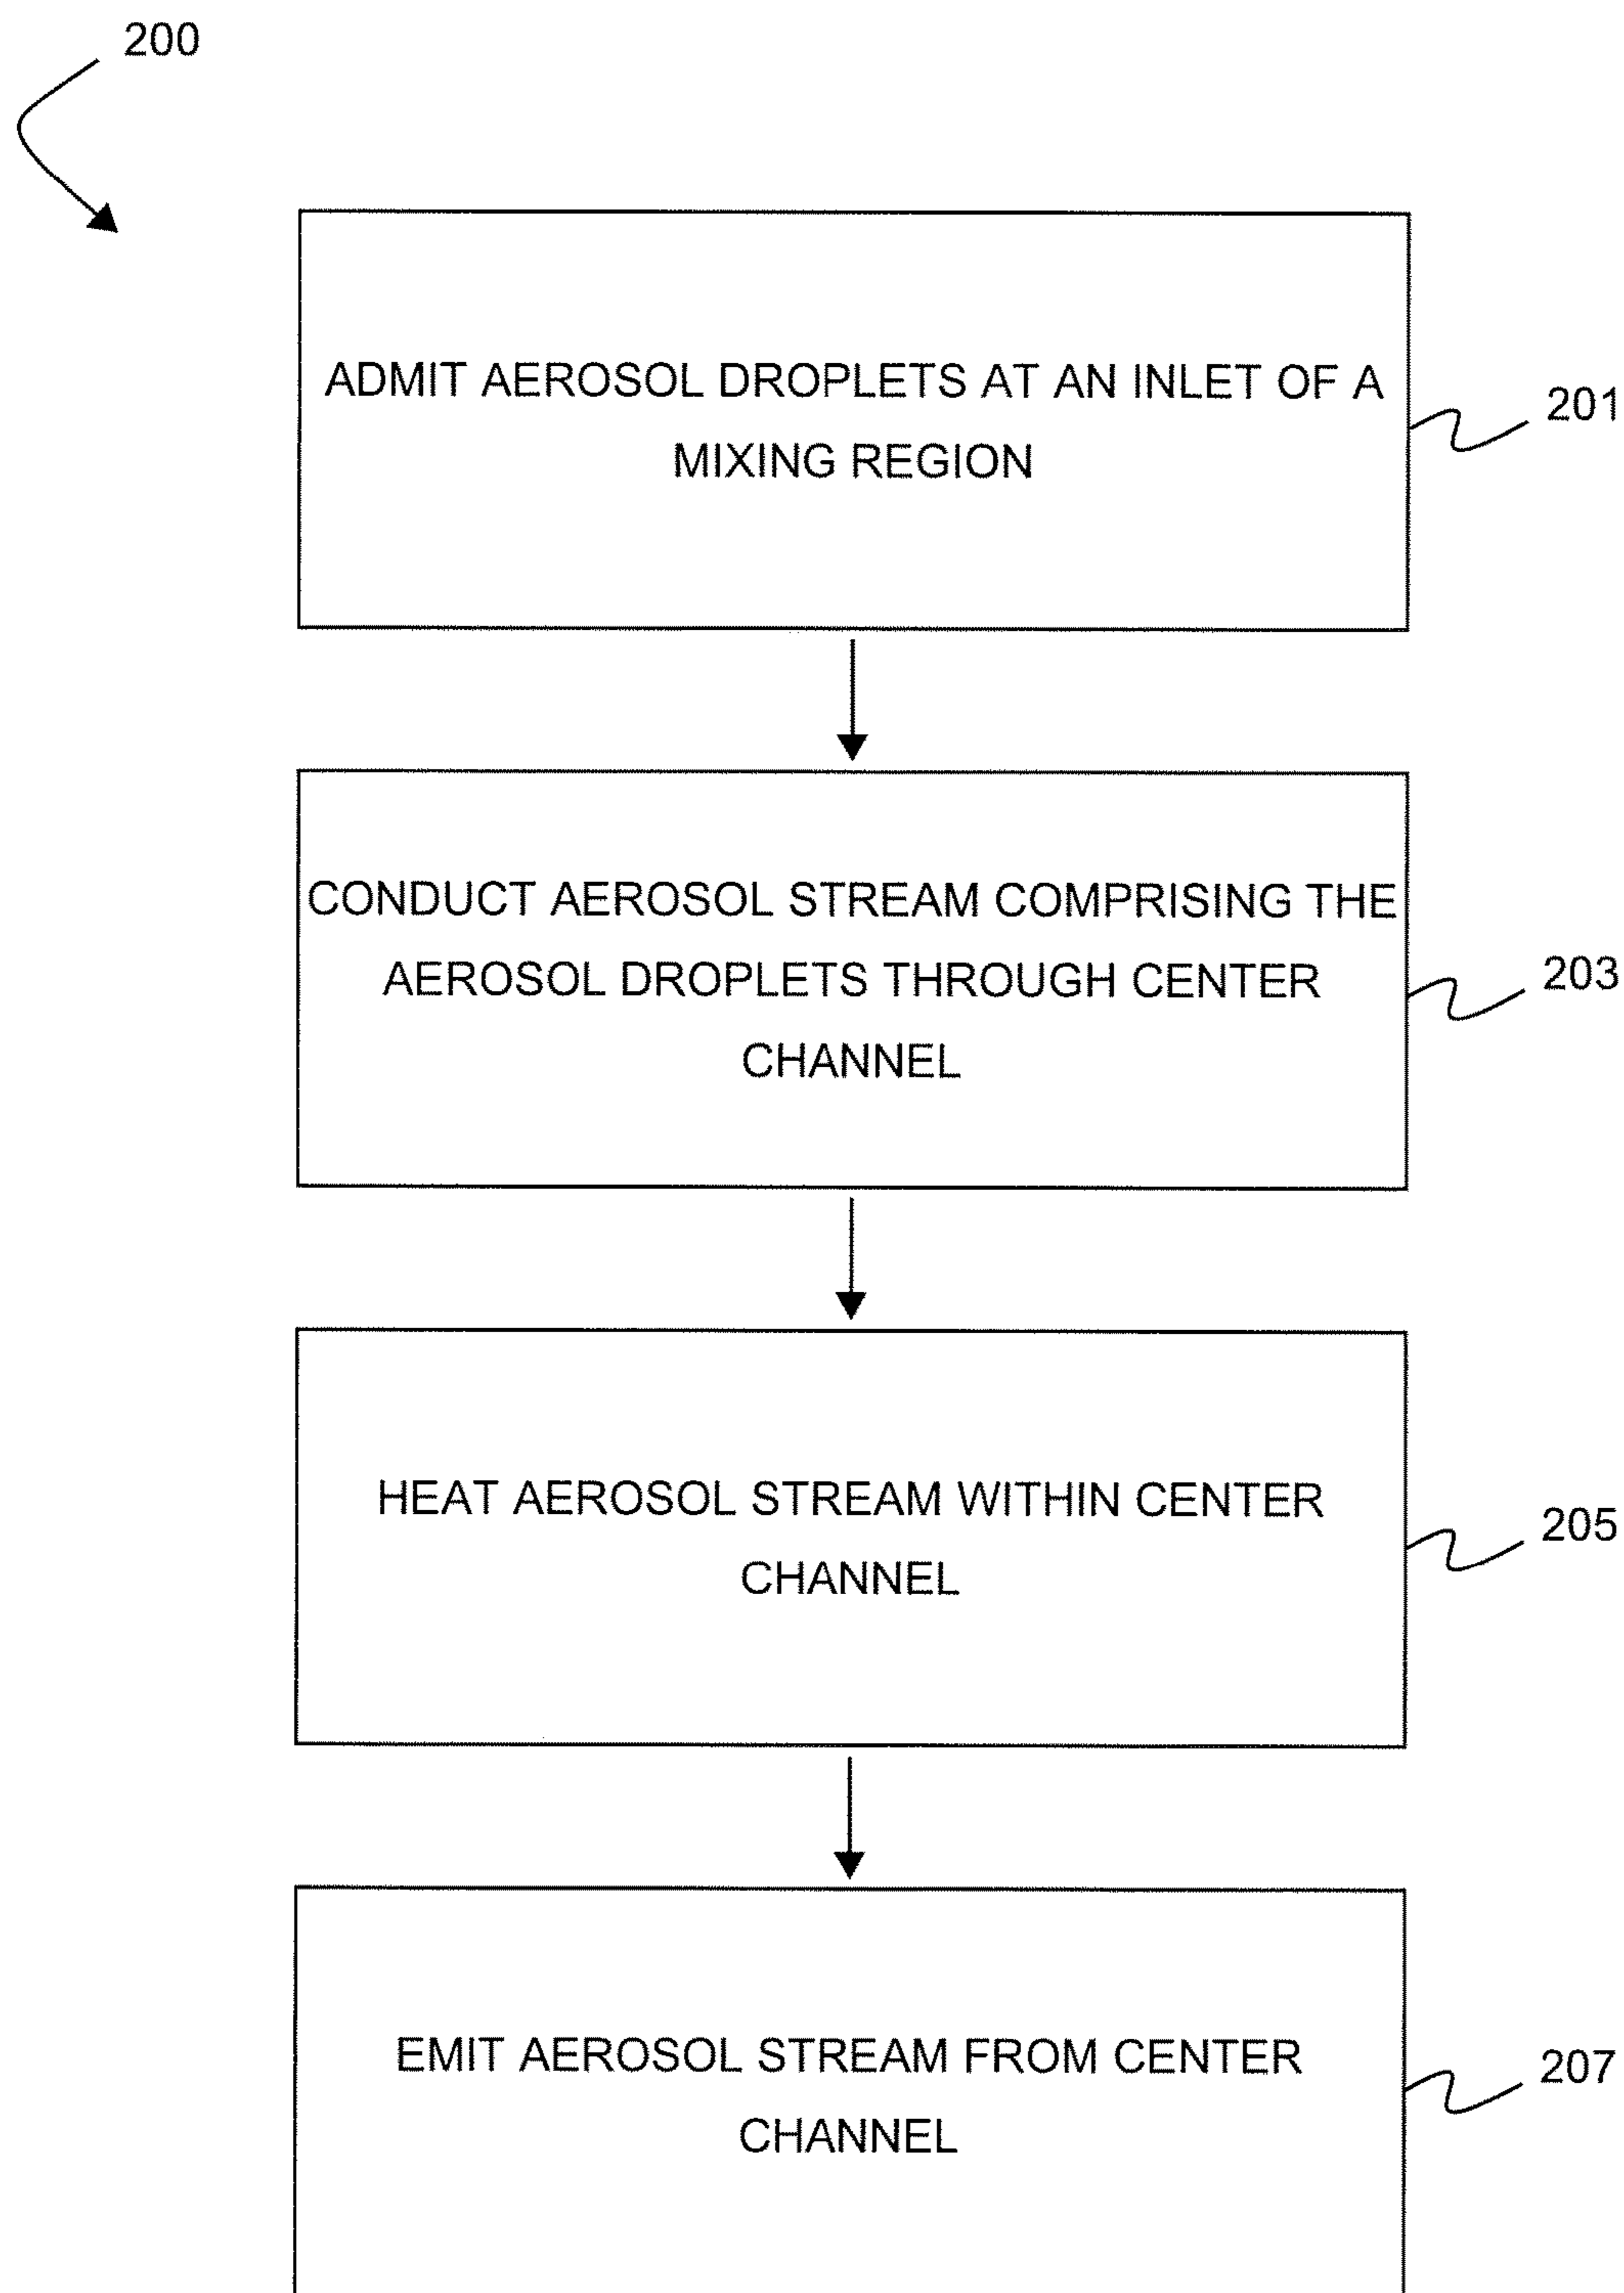 200
ADMIT AEROSOL DROPLETS AT AN INLET OF A
MIXING REGION
201
CONDUCT AEROSOL STREAM COMPRISING THE
AEROSOL DROPLETS THROUGH CENTER
CHANNEL
203
HEAT AEROSOL STREAM WITHIN CENTER
CHANNEL
205
EMIT AEROSOL STREAM FROM CENTER
CHANNEL
207